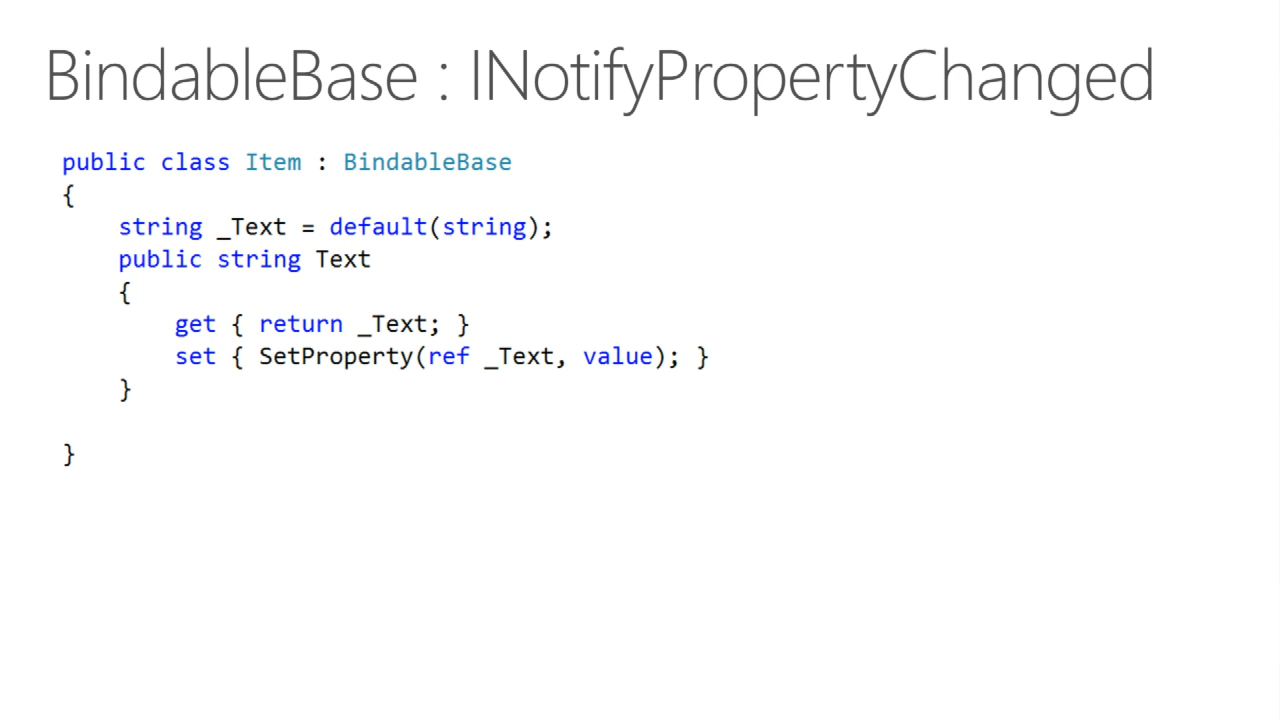 BindableBase : INotifyPropertyChanged
public class Item : BindableBase
{
    string _Text = default(string);
    public string Text
    {
        get { return _Text; }
        set { SetProperty(ref _Text, value); }
    }
}